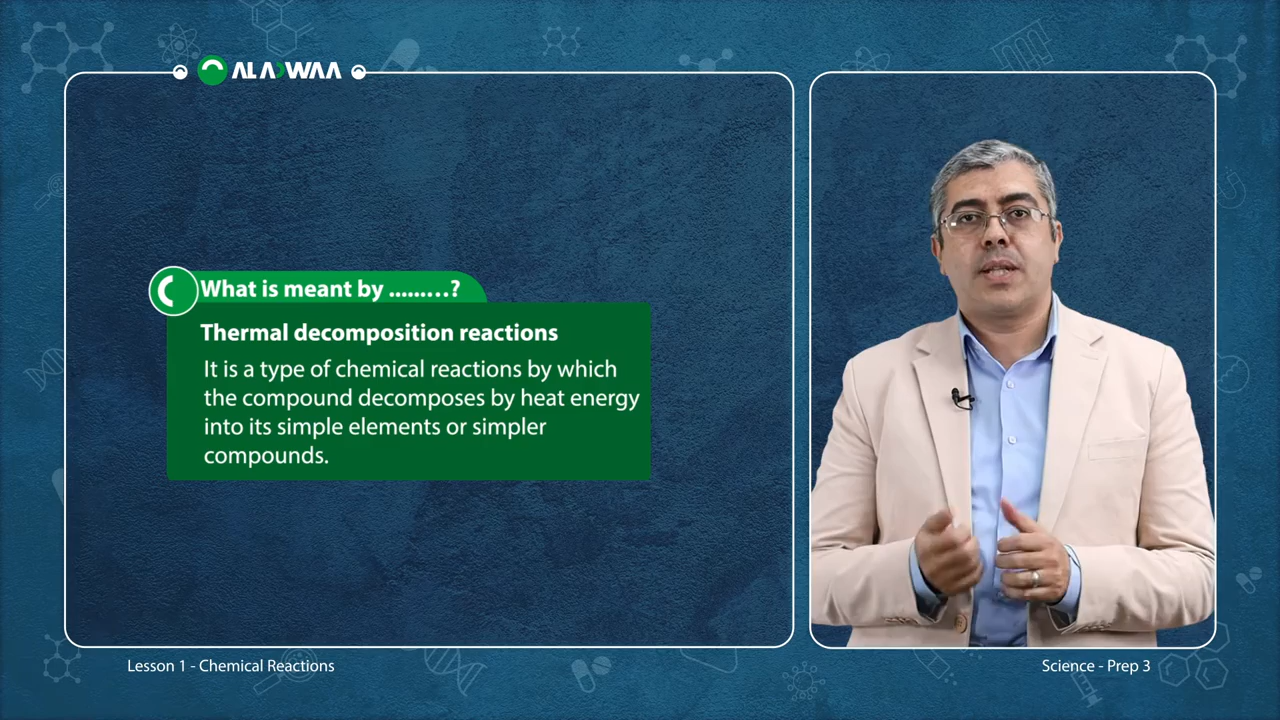 ALADWAA
What is meant by .........?
Thermal decomposition reactions
It is a type of chemical reactions by which
the compound decomposes by heat energy
into its simple elements or simpler
compounds.
Lesson 1 - Chemical Reactions
Science - Prep 3